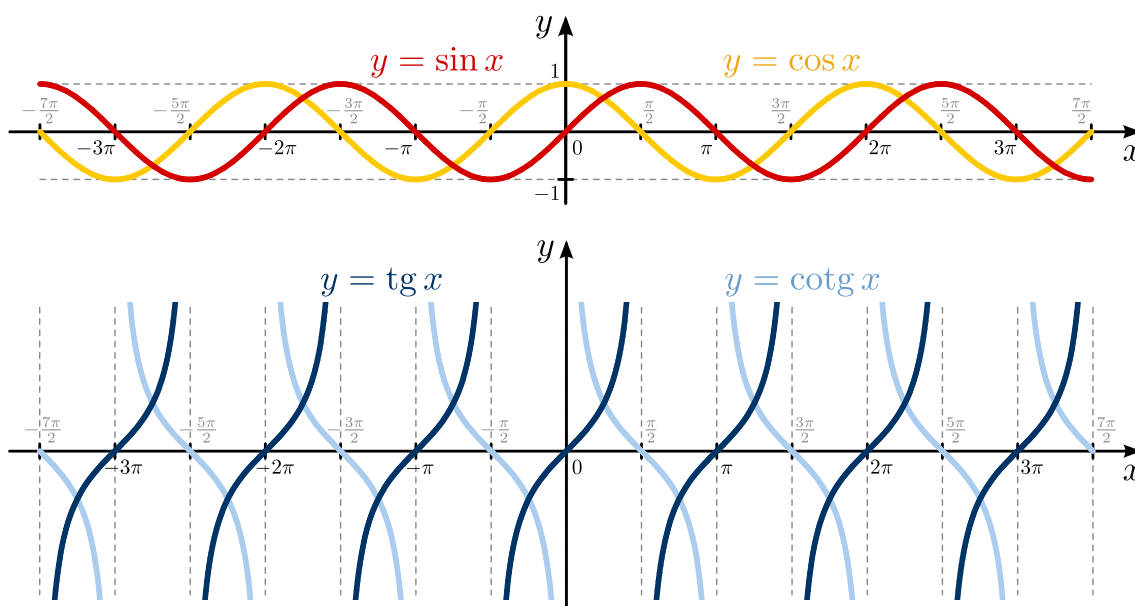 y
y = sin x
y = cos x
1
−7π/2
−5π/2
−3π/2
−π/2
π/2
3π/2
5π/2
7π/2
−3π
−2π
−π
0
π
2π
3π
x
−1
y
y = tg x
y = cotg x
−7π/2
−5π/2
−3π/2
−π/2
π/2
3π/2
5π/2
7π/2
−3π
−2π
−π
0
π
2π
3π
x